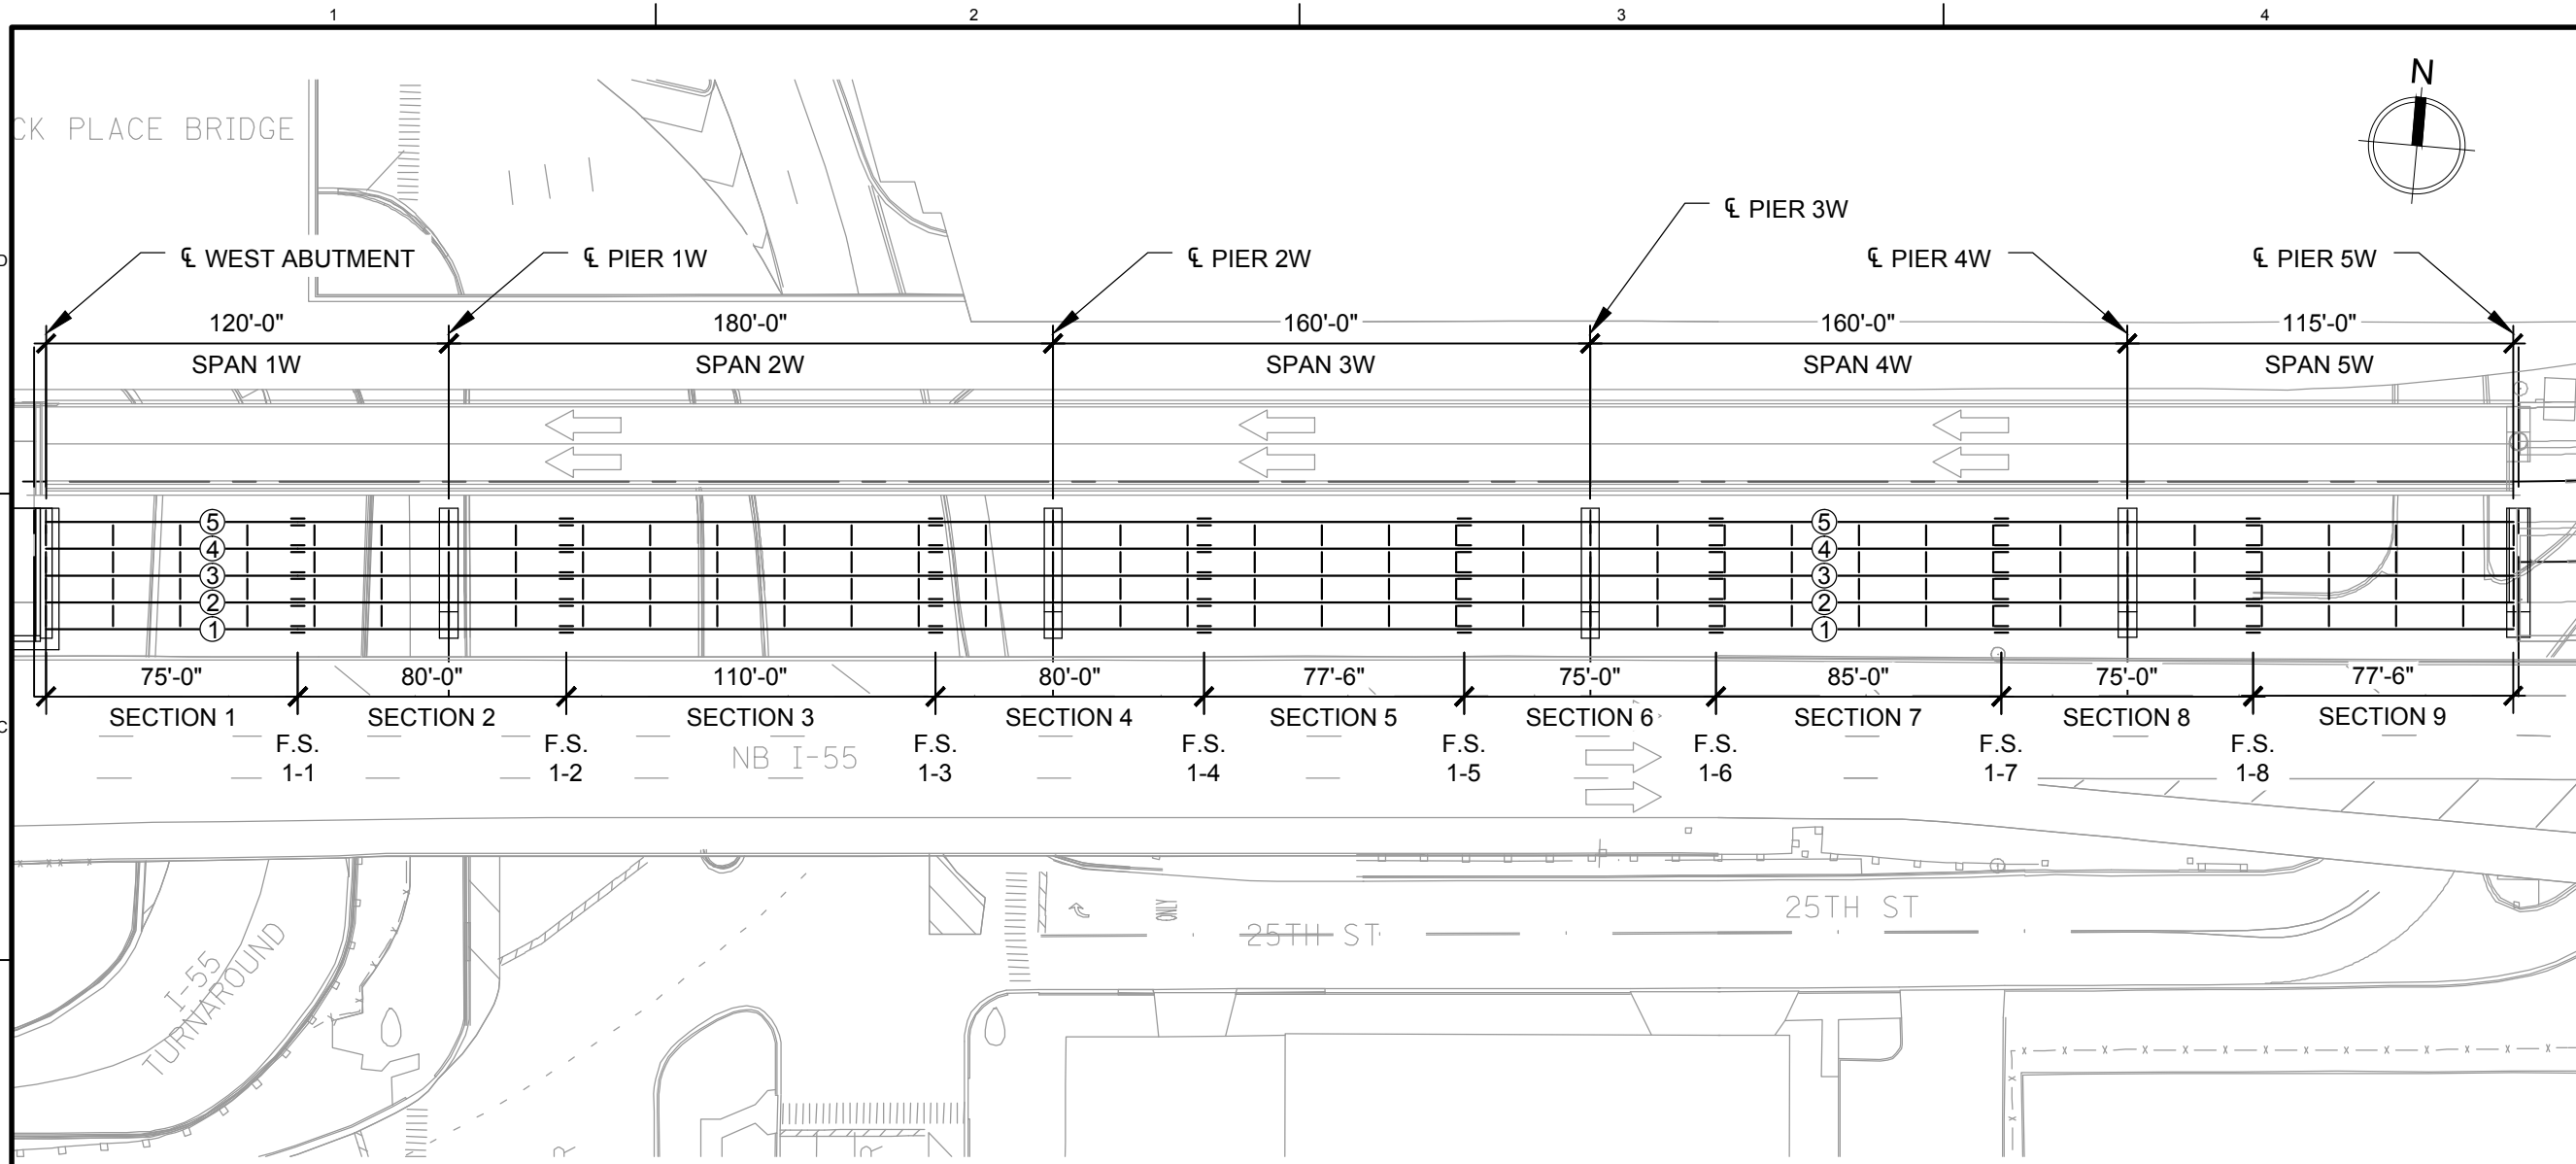 1 2 3 4
N
CK PLACE BRIDGE
℄ PIER 3W
D
℄ WEST ABUTMENT ℄ PIER 1W ℄ PIER 2W ℄ PIER 4W ℄ PIER 5W
120'-0" 180'-0" 160'-0" 160'-0" 115'-0"
SPAN 1W SPAN 2W SPAN 3W SPAN 4W SPAN 5W
5 5
4 4
3 3
2 2
1 1
75'-0" 80'-0" 110'-0" 80'-0" 77'-6" 75'-0" 85'-0" 75'-0" 77'-6"
SECTION 1 SECTION 2 SECTION 3 SECTION 4 SECTION 5 SECTION 6 SECTION 7 SECTION 8 SECTION 9
C
F.S. F.S. F.S. F.S. F.S. F.S. F.S. F.S.
1-1 1-2 1-3 1-4 1-5 1-6 1-7 1-8
NB I-55
ONLY
25TH ST
25TH ST
I-55
TURNAROUND